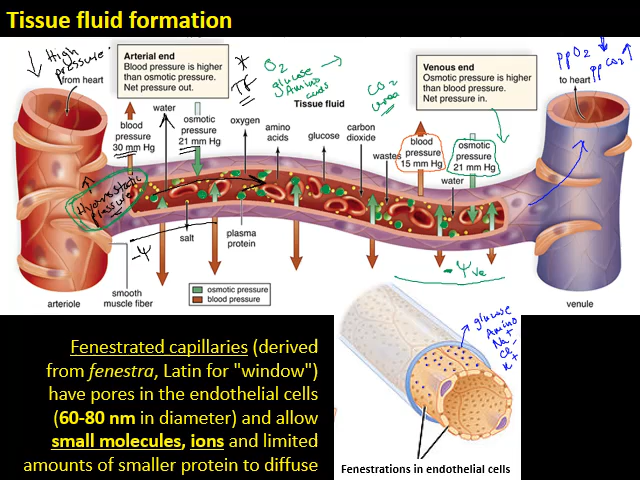 Tissue fluid formation
High
pressure.
from heart
Arterial end
Blood pressure is higher
than osmotic pressure.
Net pressure out.
*
TF
O2
glucose
Amino
acids
CO2
urea
Tissue fluid
Venous end
Osmotic pressure is higher
than blood pressure.
Net pressure in.
ppO2
ppCO2
to heart
blood
pressure
30 mm Hg
water
osmotic
pressure
21 mm Hg
oxygen
amino
acids
glucose
carbon
dioxide
wastes
blood
pressure
15 mm Hg
osmotic
pressure
21 mm Hg
water
Hydrostatic
pressure
salt
plasma
protein
-Ψ
-Ψve
arteriole
smooth
muscle fiber
osmotic pressure
blood pressure
venule
Fenestrated capillaries (derived
from fenestra, Latin for "window")
have pores in the endothelial cells
(60-80 nm in diameter) and allow
small molecules, ions and limited
amounts of smaller protein to diffuse
glucose
Amino
Na+
Cl-
K+
Fenestrations in endothelial cells